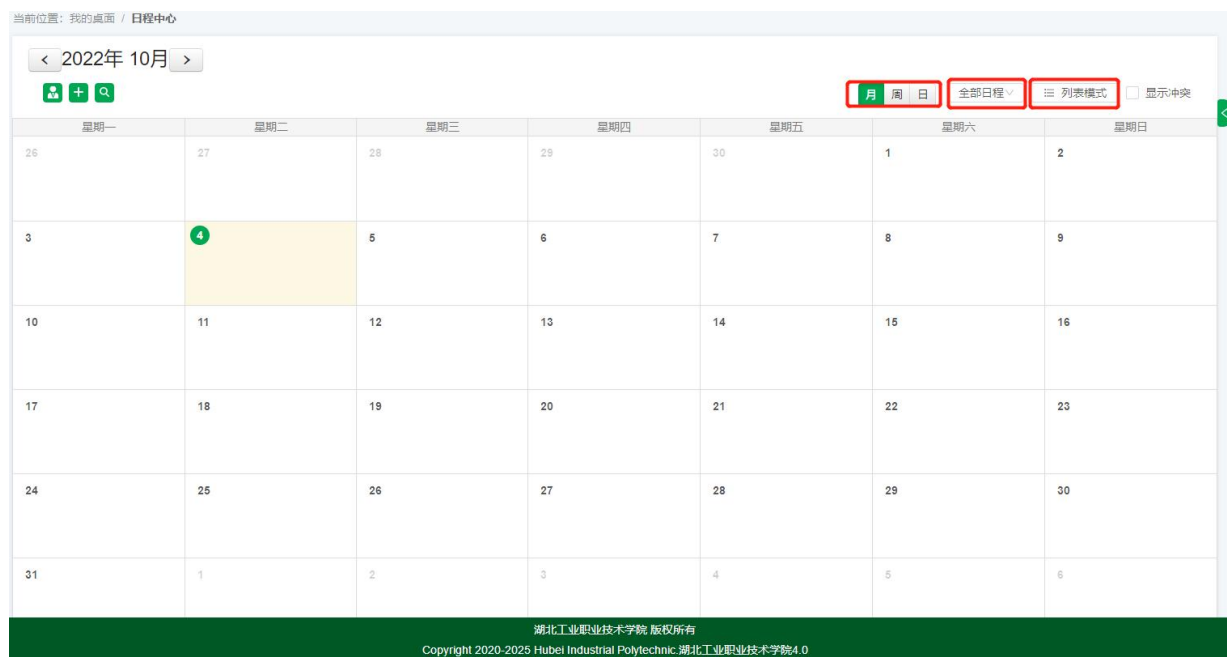 当前位置：我的桌面 / 日程中心
2022年 10月
月 周 日 全部日程 列表模式 显示冲突
星期一 星期二 星期三 星期四 星期五 星期六 星期日
26 27 28 29 30 1 2
3 4 5 6 7 8 9
10 11 12 13 14 15 16
17 18 19 20 21 22 23
24 25 26 27 28 29 30
31 1 2 3 4 5 6
湖北工业职业技术学院 版权所有
Copyright 2020-2025 Hubei Industrial Polytechnic.湖北工业职业技术学院4.0